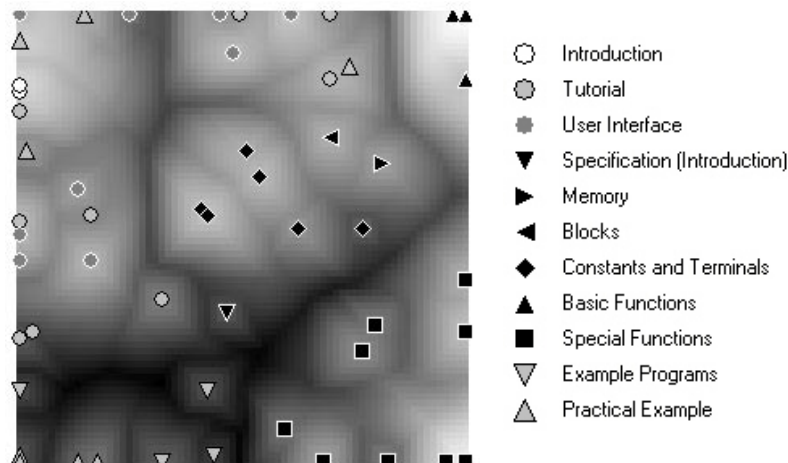 Introduction
Tutorial
User Interface
Specification (Introduction)
Memory
Blocks
Constants and Terminals
Basic Functions
Special Functions
Example Programs
Practical Example